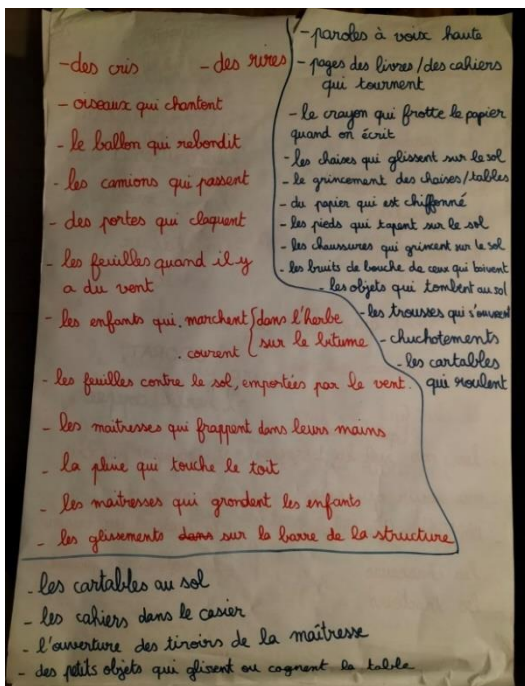 -des cris - des rires
- oiseaux qui chantent
- le ballon qui rebondit
- les camions qui passent
- des portes qui claquent
- les feuilles quand il y
a du vent
- les enfants qui . marchent { dans l'herbe
. courent { sur le bitume
- les feuilles contre le sol, emportées par le vent.
- les maitresses qui frappent dans leurs mains
- la pluie qui touche le toit
- les maitresses qui grondent les enfants
- les glissements dans sur la barre de la structure
- paroles à voix haute
- pages des livres/des cahiers
qui tournent
- le crayon qui frotte le papier
quand on écrit
- les chaises qui glissent sur le sol
- le grincement des chaises/tables
- du papier qui est chiffonné
- les pieds qui tapent sur le sol
- les chaussures qui grincent sur le sol
- les bruits de bouche de ceux qui boivent
- les objets qui tombent au sol
- les trousses qui s'ouvrent
- chuchotements
- les cartables
qui roulent
- les cartables au sol
- les cahiers dans le casier
- l'ouverture des tiroirs de la maîtresse
- des petits objets qui glissent ou cognent la table